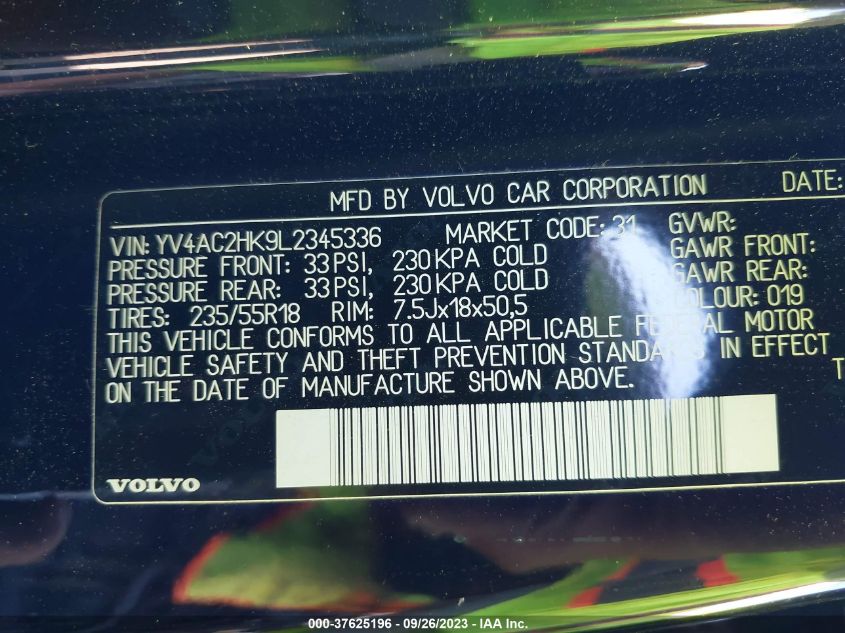 MFD BY VOLVO CAR CORPORATION DATE:
VIN: YV4AC2HK9L2345336 MARKET CODE: 31 GVWR:
PRESSURE FRONT: 33 PSI, 230 KPA COLD GAWR FRONT:
PRESSURE REAR: 33 PSI, 230 KPA COLD GAWR REAR:
TIRES: 235/55R18 RIM: 7.5Jx18x50,5 COLOUR: 019
THIS VEHICLE CONFORMS TO ALL APPLICABLE FEDERAL MOTOR
VEHICLE SAFETY AND THEFT PREVENTION STANDARDS IN EFFECT
ON THE DATE OF MANUFACTURE SHOWN ABOVE. T
VOLVO
000-37625196 - 09/26/2023 - IAA Inc.